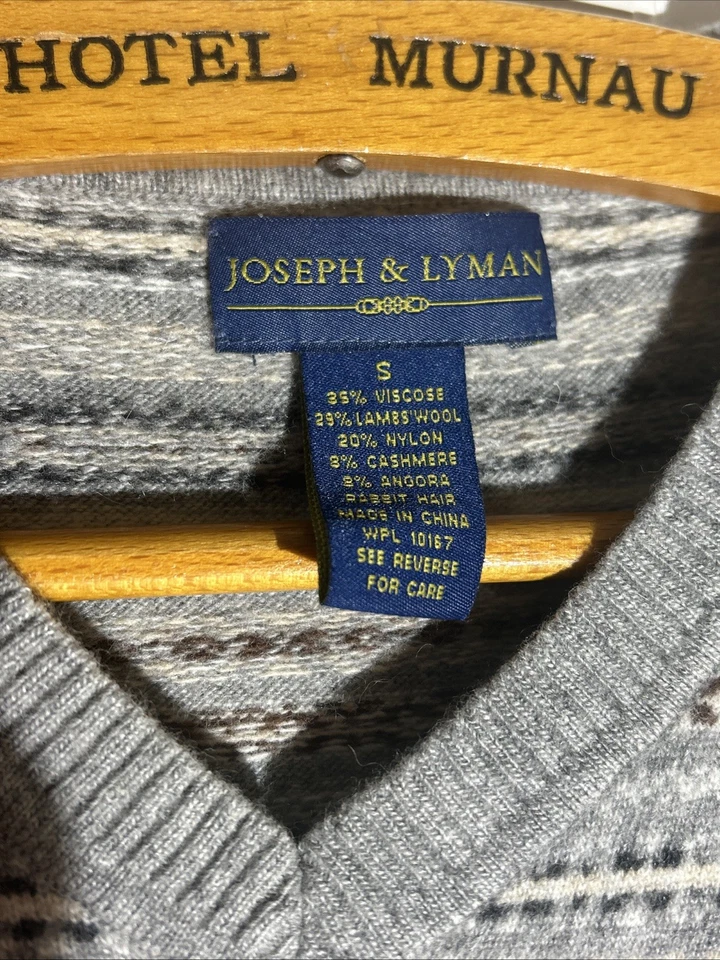 HOTEL MURNAU
JOSEPH & LYMAN
S
35% VISCOSE
29% LAMBS'WOOL
20% NYLON
8% CASHMERE
8% ANGORA
RABBIT HAIR
MADE IN CHINA
WPL 10167
SEE REVERSE
FOR CARE